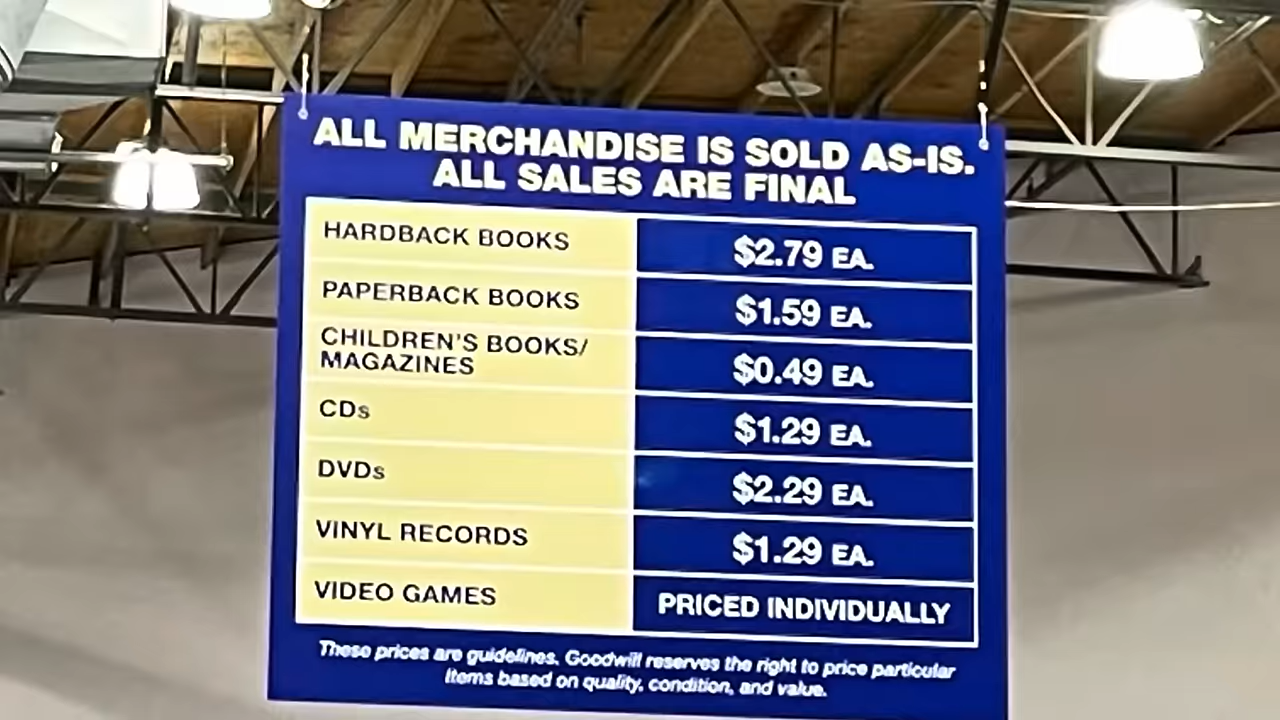 ALL MERCHANDISE IS SOLD AS-IS.
ALL SALES ARE FINAL
HARDBACK BOOKS $2.79 EA.
PAPERBACK BOOKS $1.59 EA.
CHILDREN'S BOOKS/
MAGAZINES $0.49 EA.
CDs $1.29 EA.
DVDs $2.29 EA.
VINYL RECORDS $1.29 EA.
VIDEO GAMES PRICED INDIVIDUALLY
These prices are guidelines. Goodwill reserves the right to price particular
items based on quality, condition, and value.